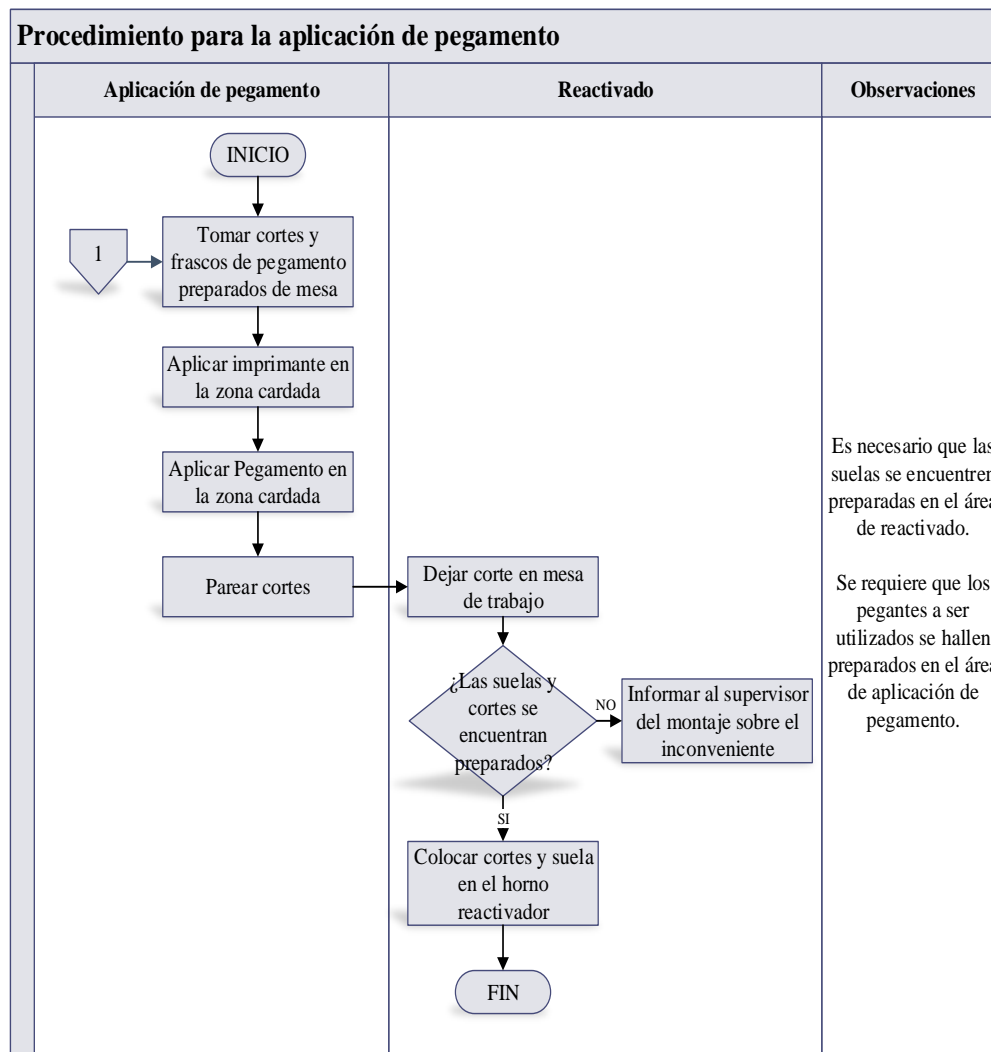 Procedimiento para la aplicación de pegamento
Aplicación de pegamento
Reactivado
Observaciones
INICIO
1
Tomar cortes y
frascos de pegamento
preparados de mesa
Aplicar imprimante en
la zona cardada
Aplicar Pegamento en
la zona cardada
Parear cortes
Dejar corte en mesa
de trabajo
¿Las suelas y
cortes se
encuentran
preparados?
NO
Informar al supervisor
del montaje sobre el
inconveniente
SI
Colocar cortes y suela
en el horno
reactivador
FIN
Es necesario que las
suelas se encuentren
preparadas en el área
de reactivado.
Se requiere que los
pegantes a ser
utilizados se hallen
preparados en el área
de aplicación de
pegamento.